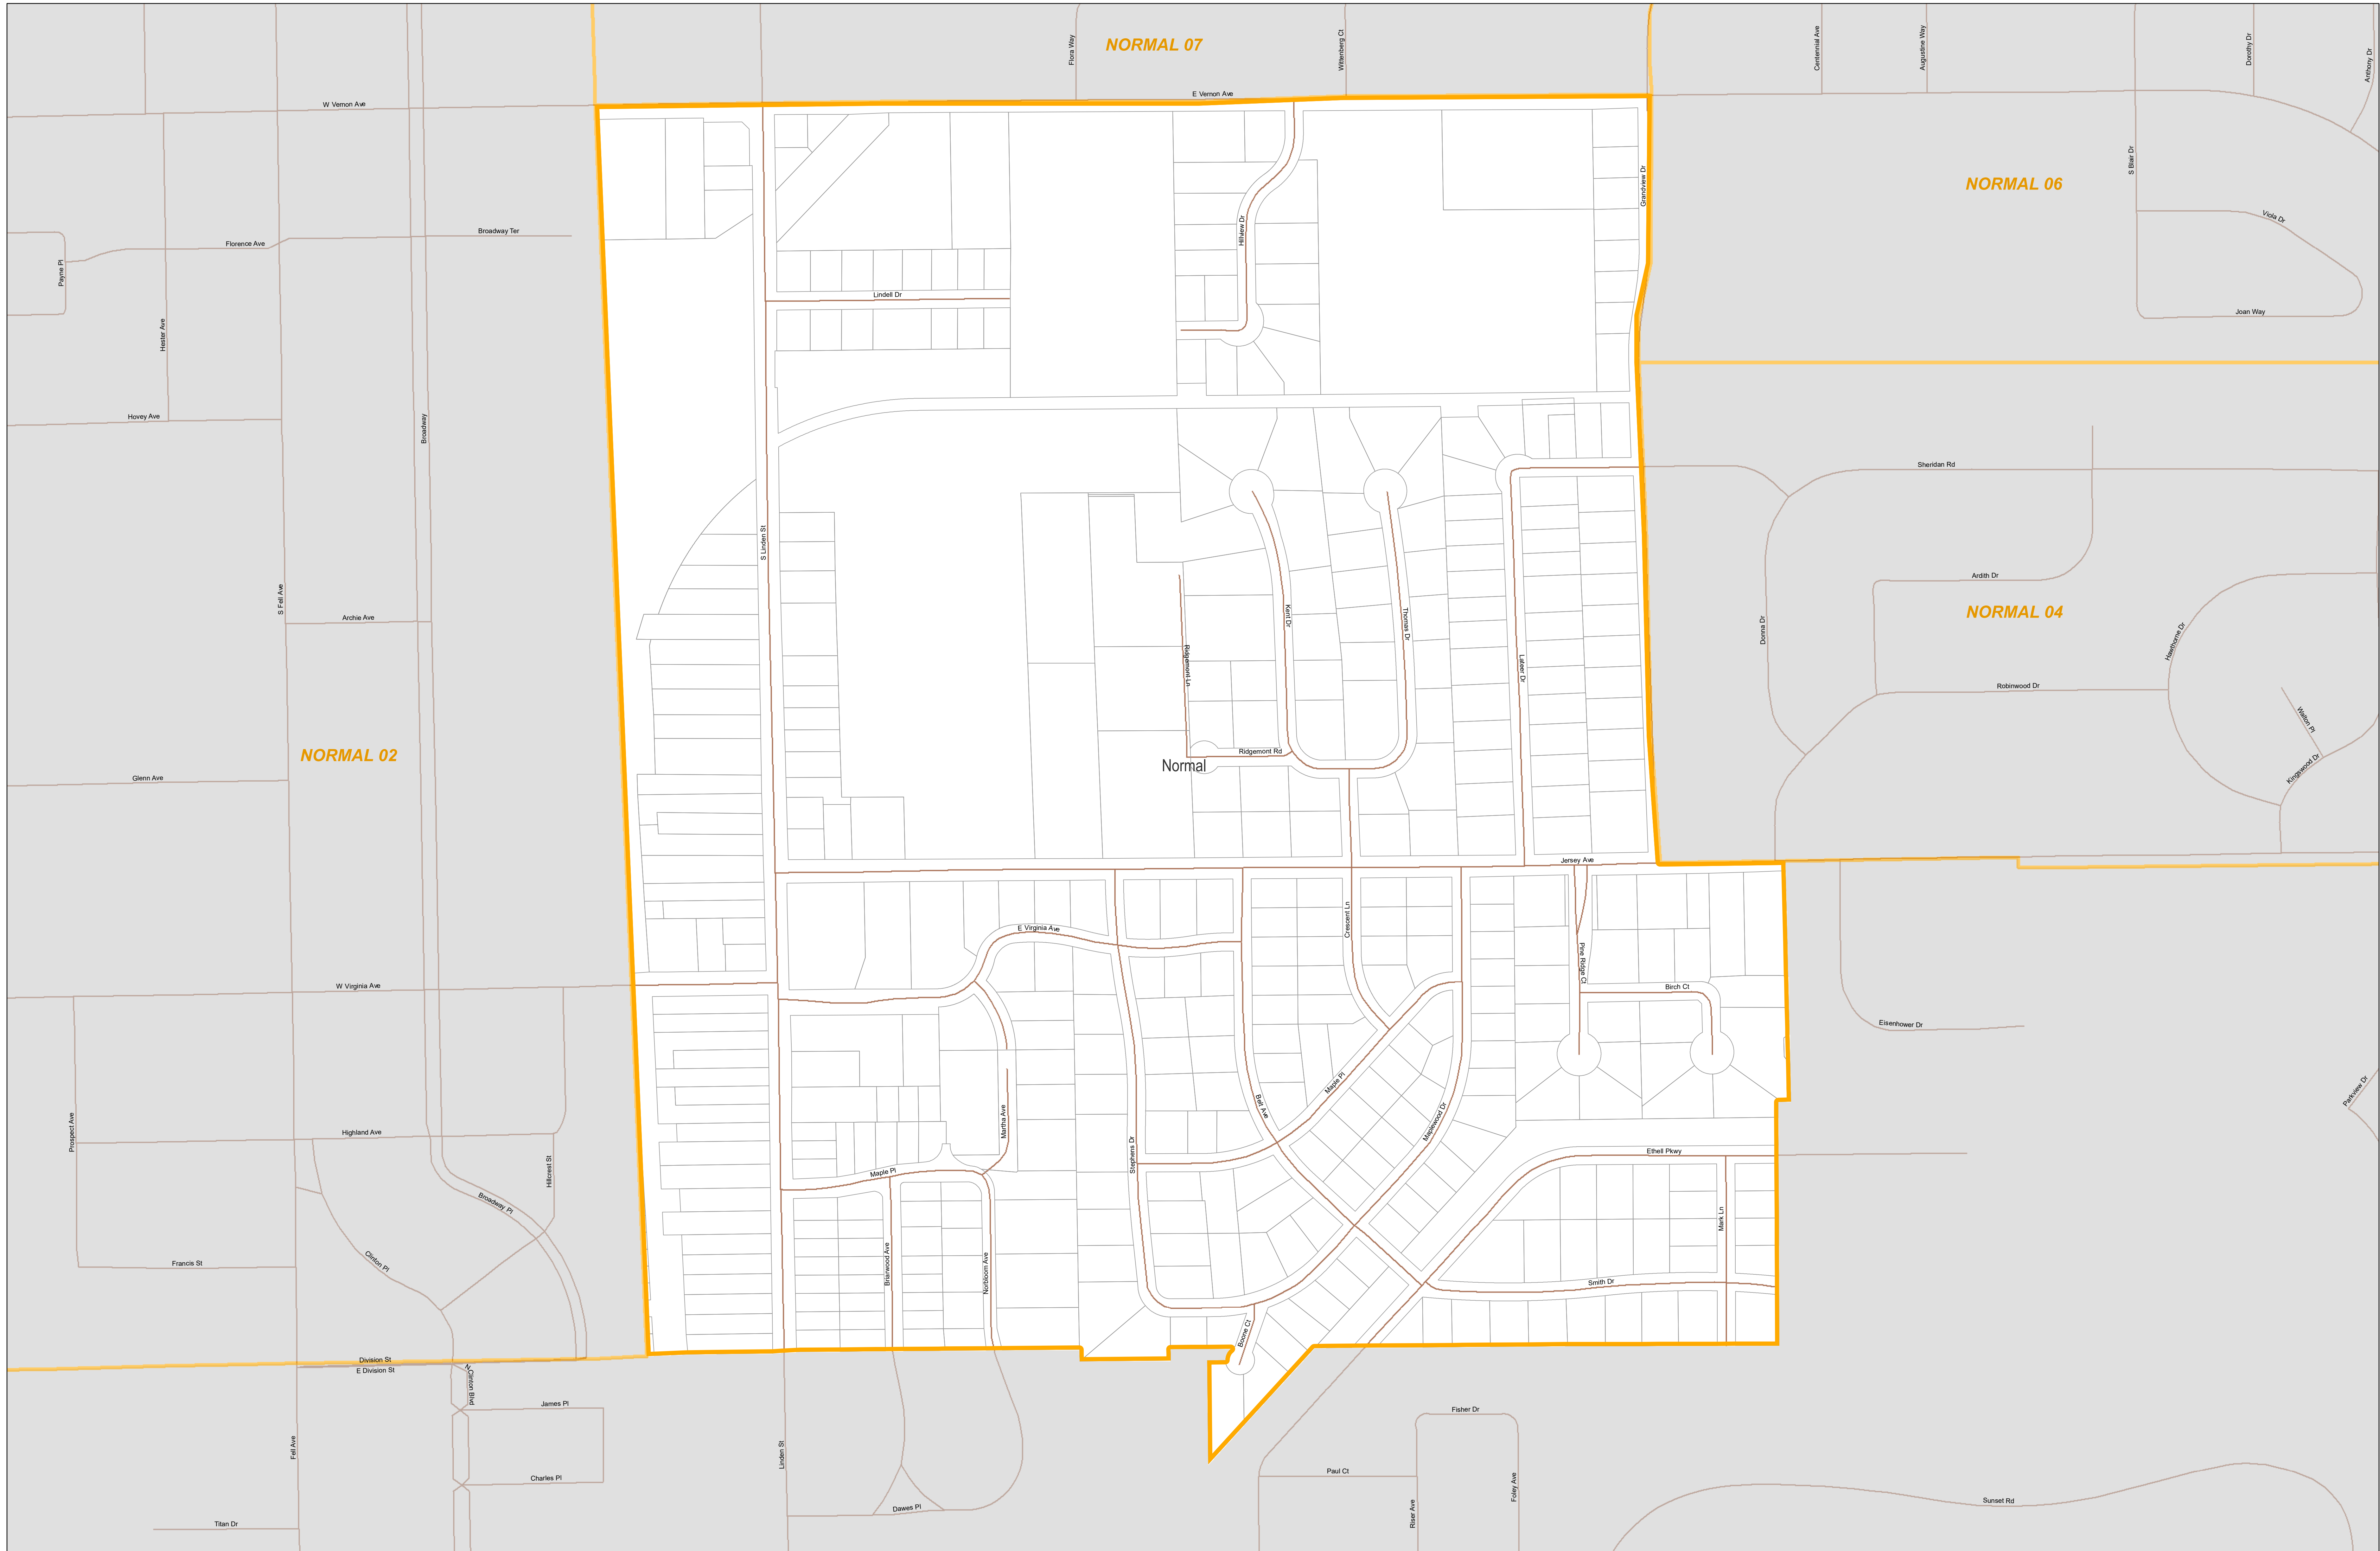 NORMAL 07
Flora Way
Wittenberg Ct
Centennial Ave
Augustine Way
Dorothy Dr
Anthony Dr
W Vernon Ave
E Vernon Ave
S Blair Dr
NORMAL 06
Grandview Dr
Viola Dr
Hillview Dr
Broadway Ter
Florence Ave
Payne Pl
Lindell Dr
Joan Way
Hester Ave
Hovey Ave
Broadway
Sheridan Rd
S Linden St
Ardith Dr
S Fell Ave
Archie Ave
Kent Dr
Thomas Dr
NORMAL 04
Donna Dr
Hawthorne Dr
Ridgemont Ln
Lateer Dr
Robinwood Dr
Walton Pl
NORMAL 02
Ridgemont Rd
Normal
Kingswood Dr
Glenn Ave
Jersey Ave
Crescent Ln
E Virginia Ave
Pine Ridge Ct
W Virginia Ave
Birch Ct
Eisenhower Dr
Maple Pl
Parkview Dr
Belt Ave
Martha Ave
Maplewood Dr
Prospect Ave
Highland Ave
Stephens Dr
Ethell Pkwy
Hillcrest St
Maple Pl
Broadway Pl
Mark Ln
Clinton Pl
Francis St
Briarwood Ave
Norbloom Ave
Smith Dr
Boone Ct
Division St
E Division St
N Clinton Blvd
James Pl
Fisher Dr
Fell Ave
Linden St
Charles Pl
Paul Ct
Foley Ave
Sunset Rd
Dawes Pl
Riser Ave
Titan Dr